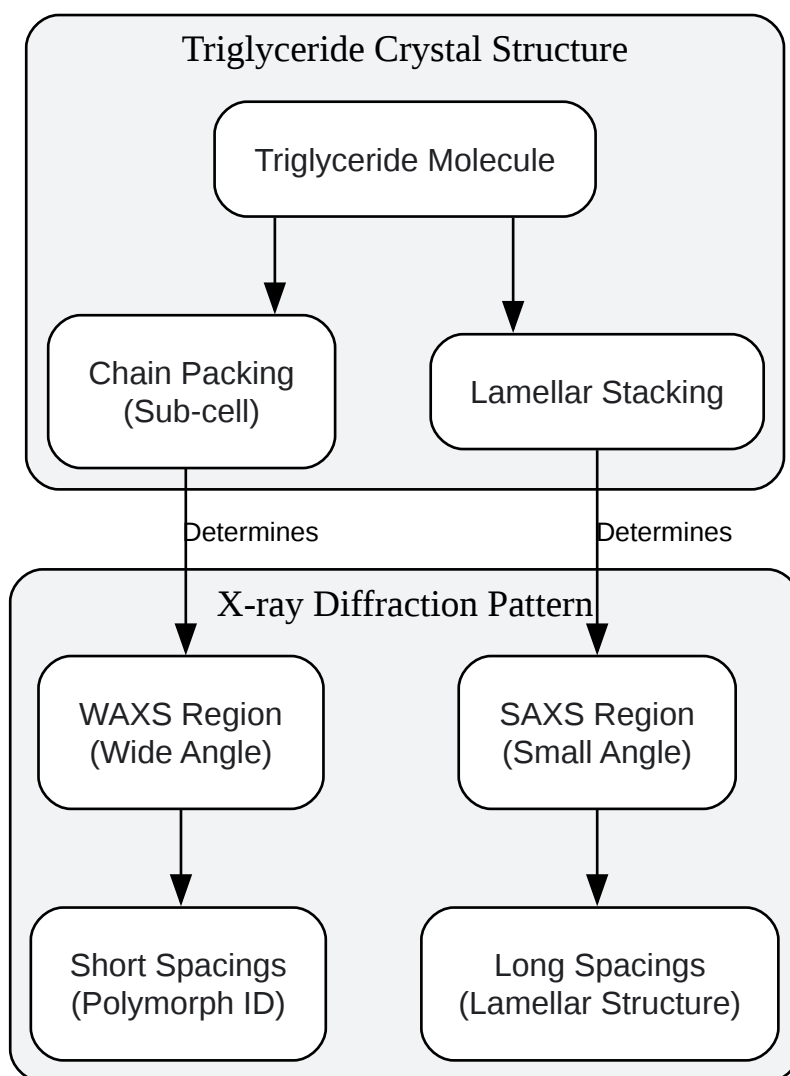 Triglyceride Crystal Structure
Triglyceride Molecule
Chain Packing
(Sub-cell)
Lamellar Stacking
Determines
Determines
X-ray Diffraction Pattern
WAXS Region
(Wide Angle)
SAXS Region
(Small Angle)
Short Spacings
(Polymorph ID)
Long Spacings
(Lamellar Structure)